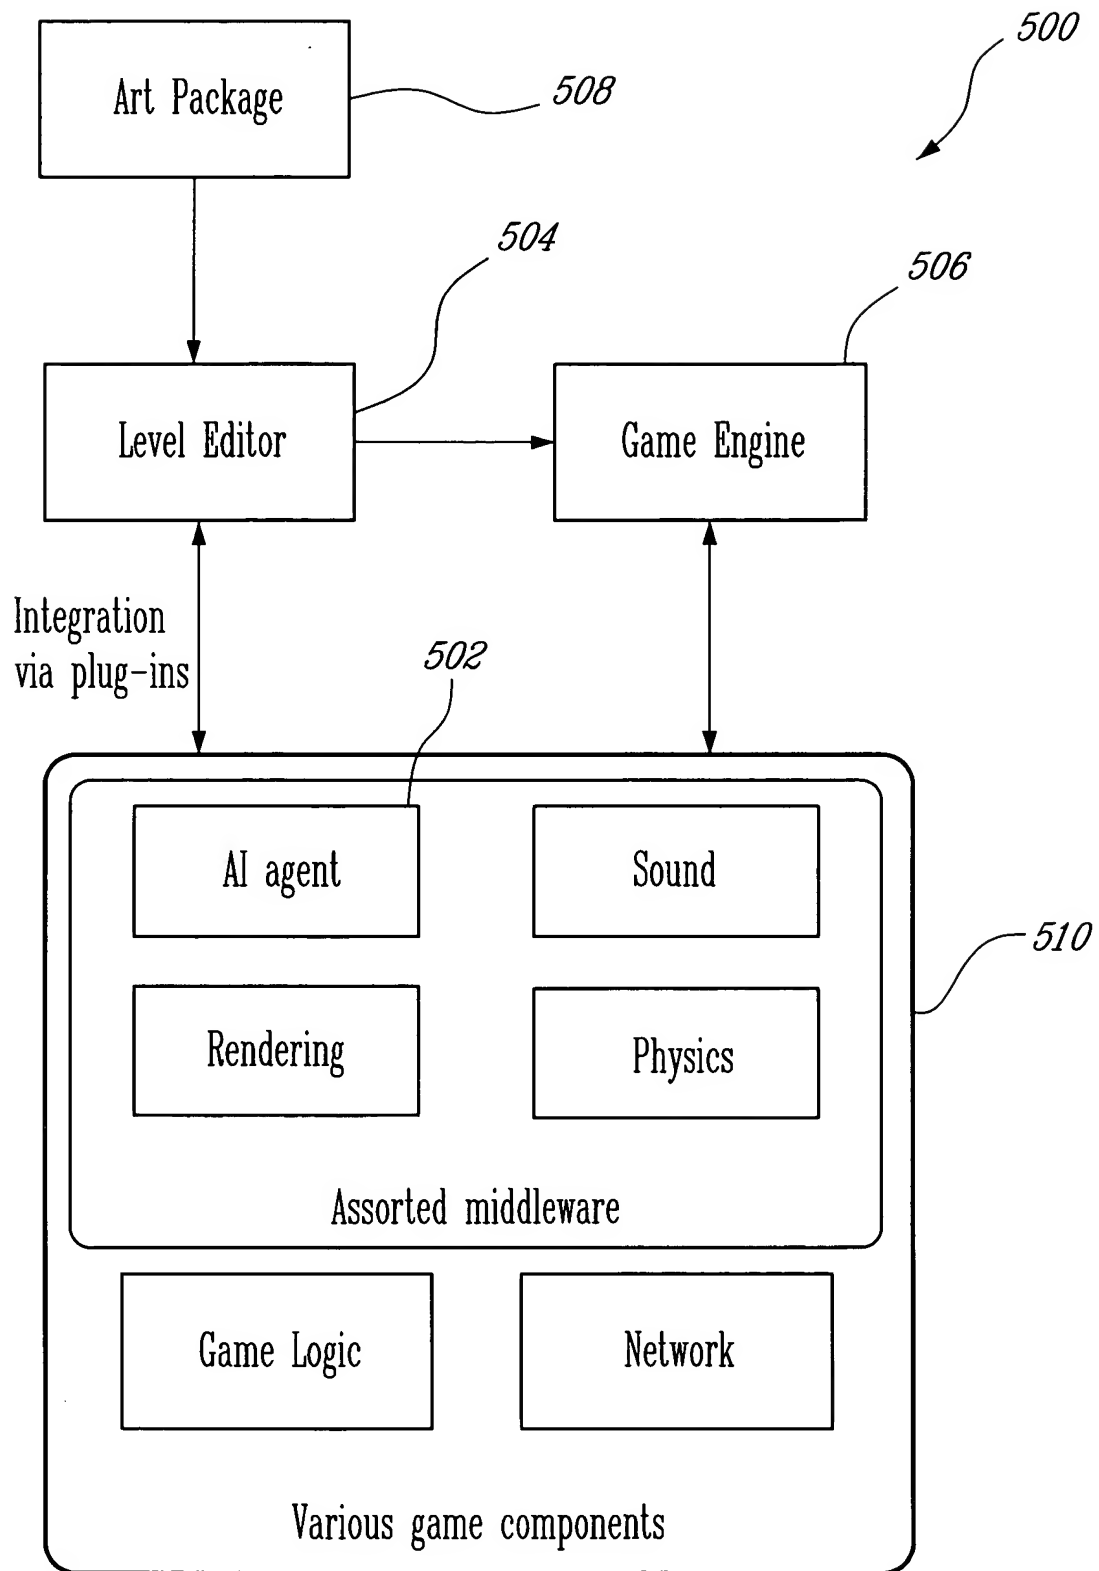 500
Art Package
508
504
506
Level Editor
Game Engine
Integration
via plug-ins
502
AI agent
Sound
510
Rendering
Physics
Assorted middleware
Game Logic
Network
Various game components